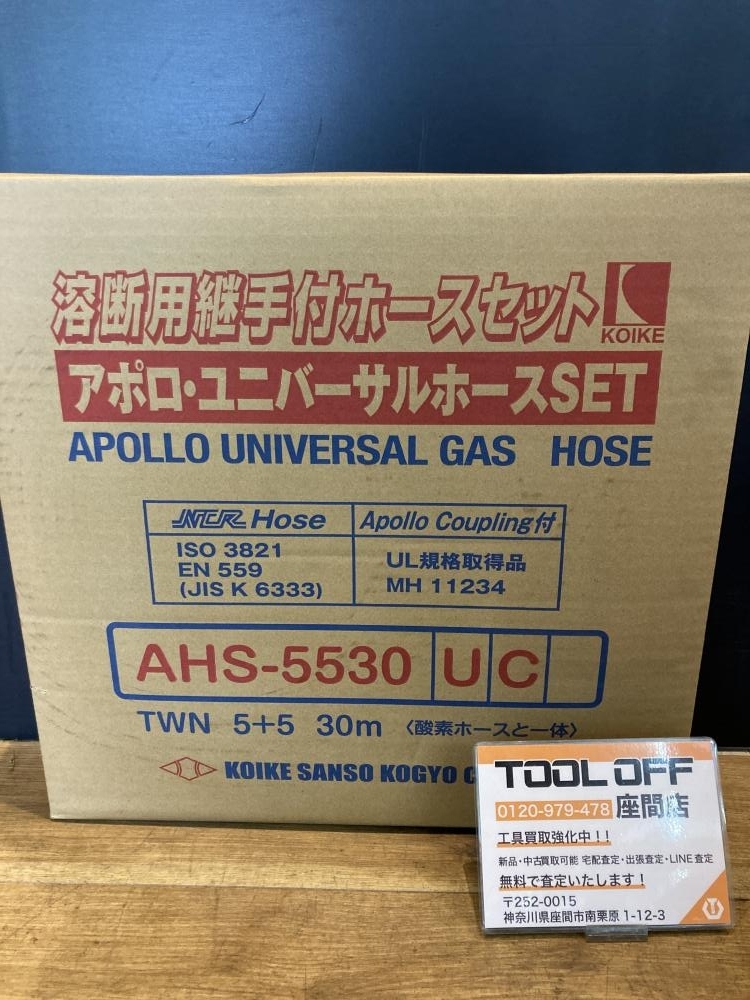 溶断用継手付ホースセット
KOIKE
アポロ・ユニバーサルホースSET
APOLLO UNIVERSAL GAS HOSE
NCR Hose
Apollo Coupling付
ISO 3821
EN 559
(JIS K 6333)
UL規格取得品
MH 11234
AHS-5530 U C
TWN 5+5 30m 〈酸素ホースと一体〉
KOIKE SANSO KOGYO C
TOOL OFF
0120-979-478 座間店
工具買取強化中!!
新品・中古買取可能 宅配査定・出張査定・LINE査定
無料で査定いたします!
〒252-0015
神奈川県座間市南栗原 1-12-3